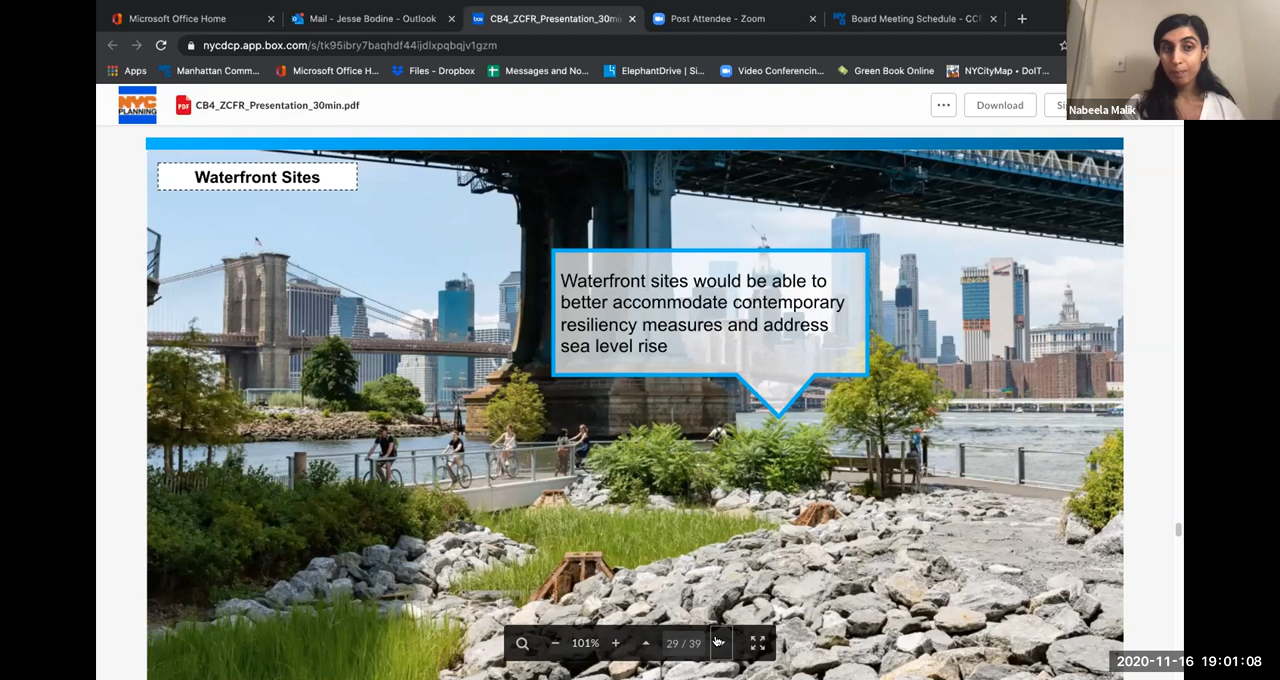 Microsoft Office Home
Mail - Jesse Bodine - Outlook
CB4_ZCFR_Presentation_30mi
Post Attendee - Zoom
Board Meeting Schedule - CCF
nycdcp.app.box.com/s/tk95ibry7baqhdf44ijdlxpqbqjv1gzm
Apps
Manhattan Comm...
Microsoft Office H...
Files - Dropbox
Messages and No...
ElephantDrive | Si...
Video Conferencin...
Green Book Online
NYCityMap • DoIT...
Nabeela Malik
NYC
PLANNING
PDF
CB4_ZCFR_Presentation_30min.pdf
Download
Waterfront Sites
Waterfront sites would be able to
better accommodate contemporary
resiliency measures and address
sea level rise
101%
29 / 39
2020-11-16 19:01:08